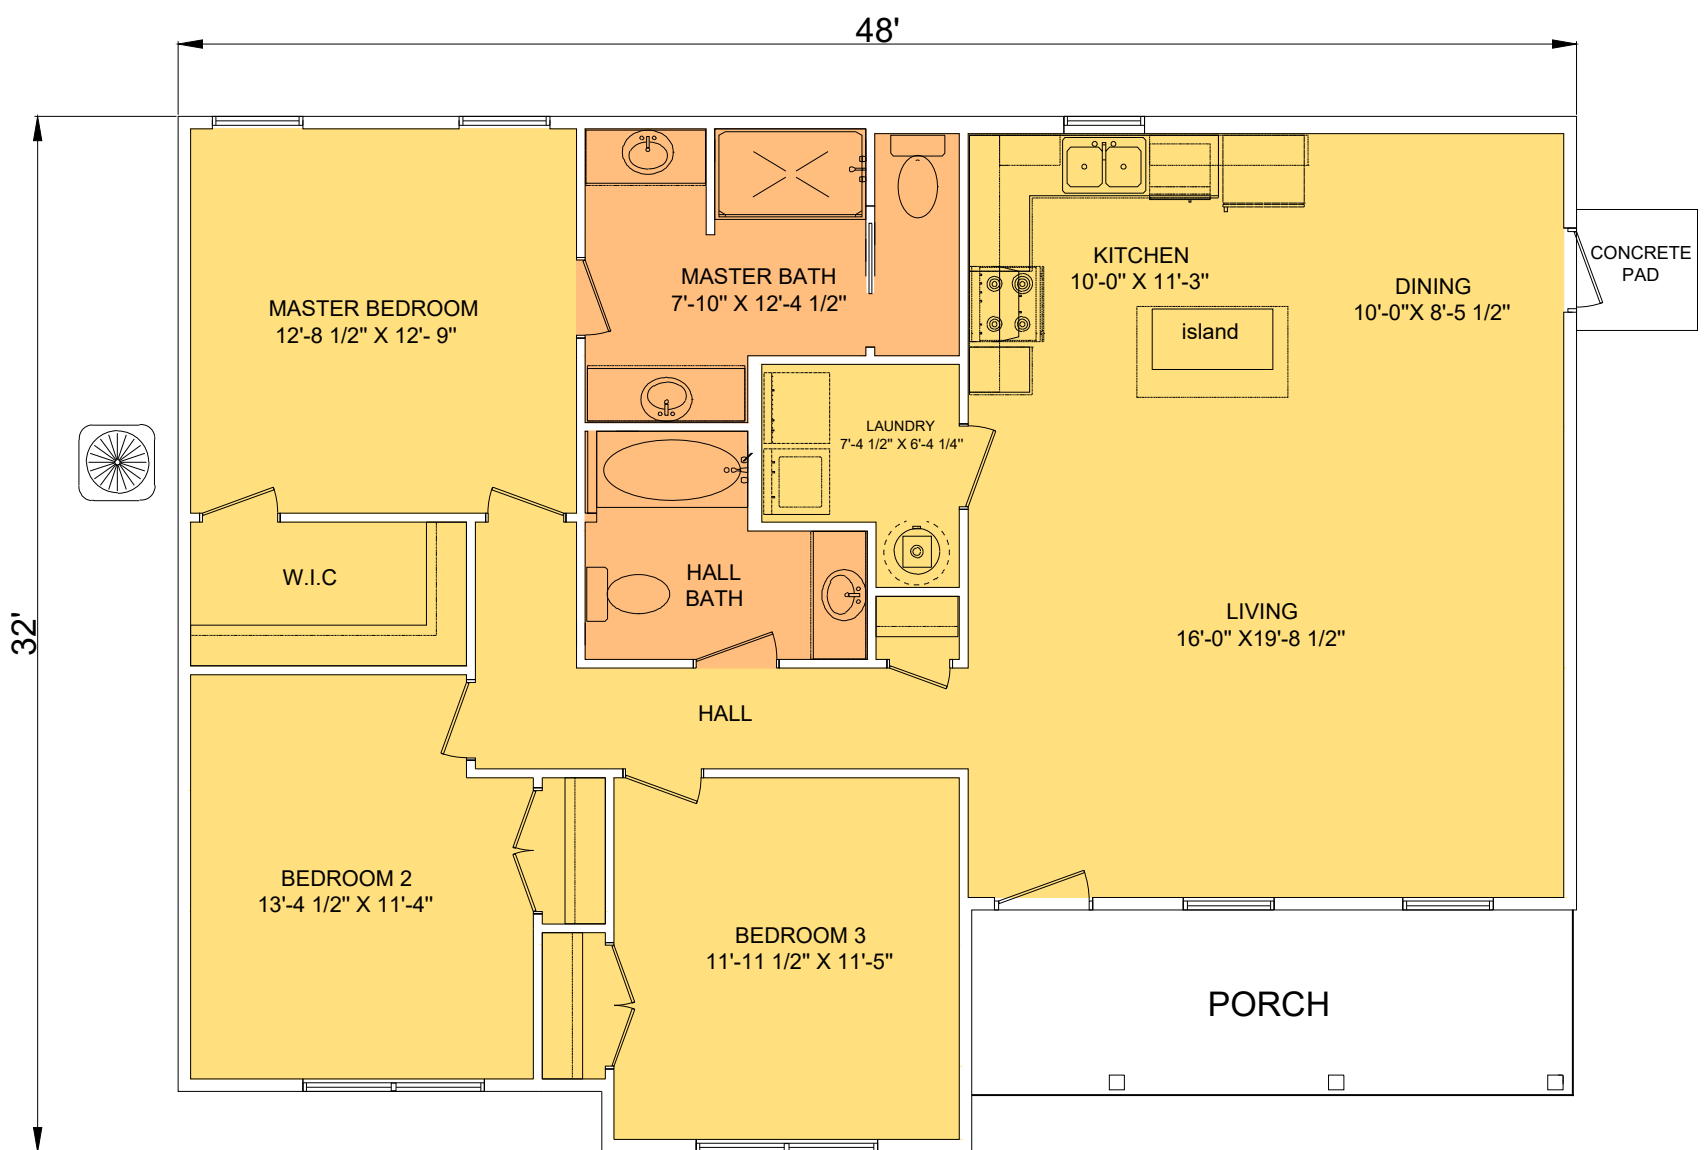 48'
32'
MASTER BEDROOM
12'-8 1/2" X 12'- 9"
MASTER BATH
7'-10" X 12'-4 1/2"
KITCHEN
10'-0" X 11'-3"
island
DINING
10'-0"X 8'-5 1/2"
CONCRETE
PAD
LAUNDRY
7'-4 1/2" X 6'-4 1/4"
W.I.C
HALL
BATH
LIVING
16'-0" X19'-8 1/2"
HALL
BEDROOM 2
13'-4 1/2" X 11'-4"
BEDROOM 3
11'-11 1/2" X 11'-5"
PORCH